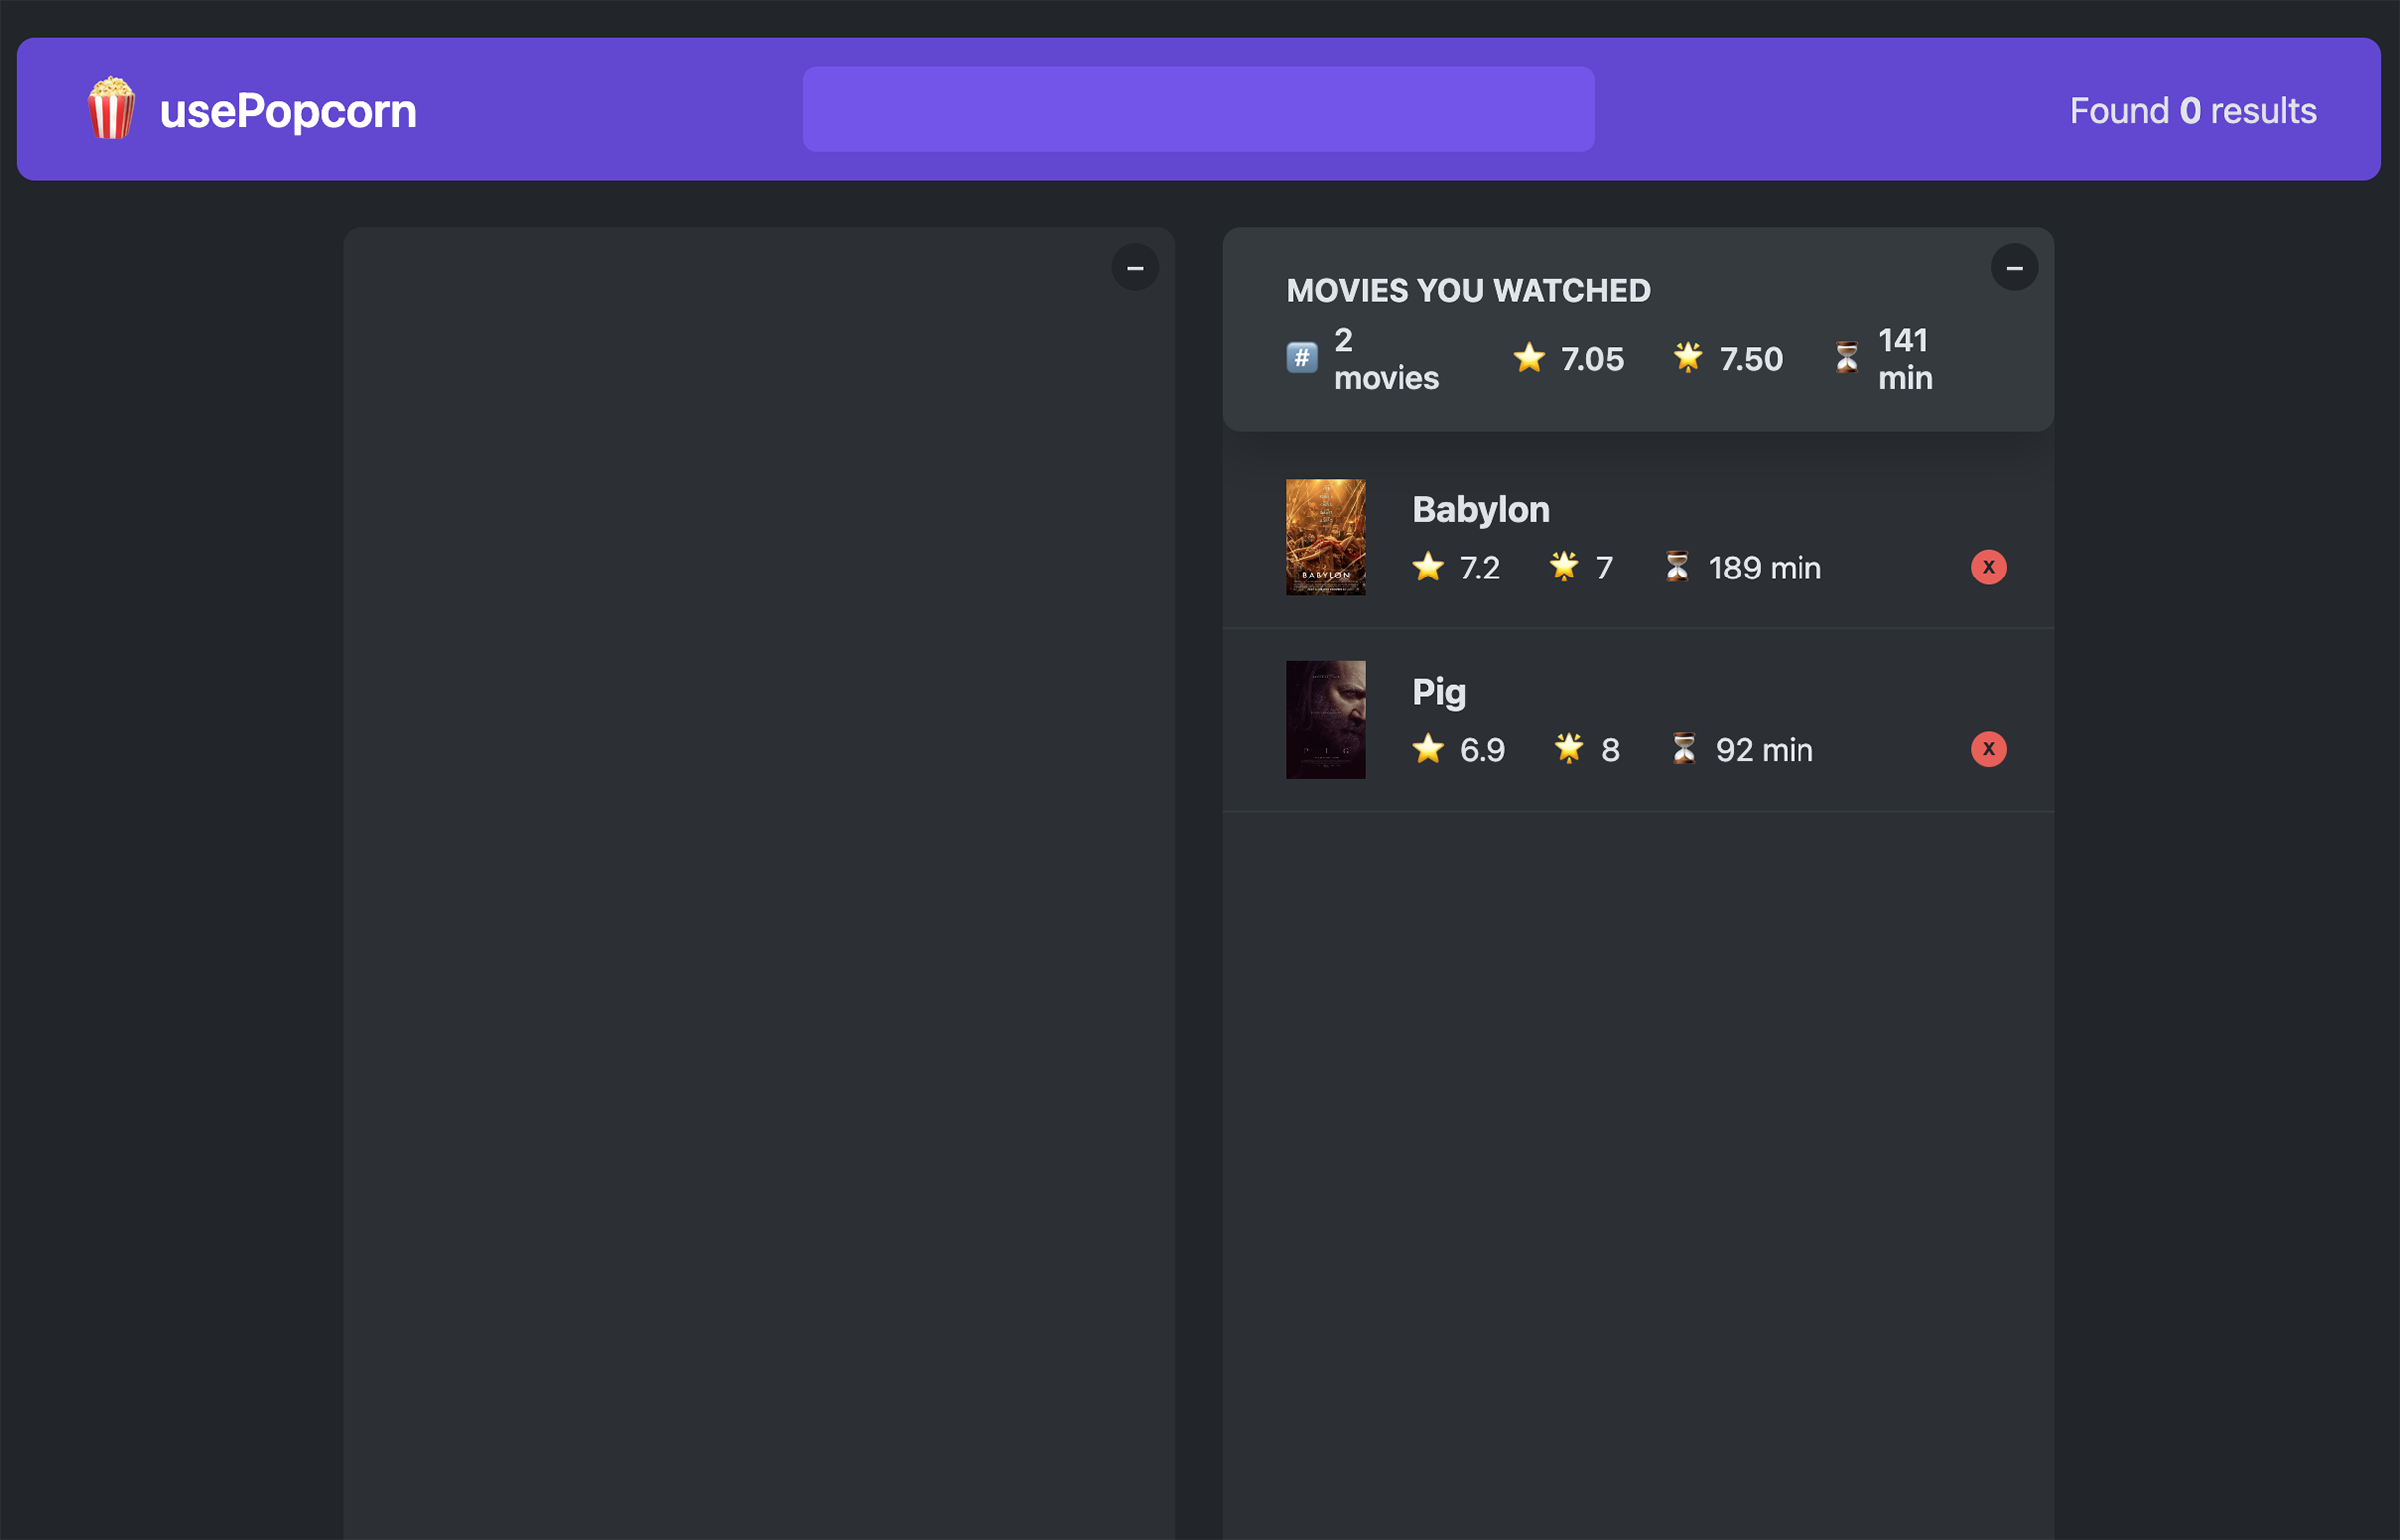 usePopcorn
Found 0 results
–
–
MOVIES YOU WATCHED
#
2
movies
7.05
7.50
141
min
BABYLON
Babylon
7.2
7
189 min
x
PIG
Pig
6.9
8
92 min
x